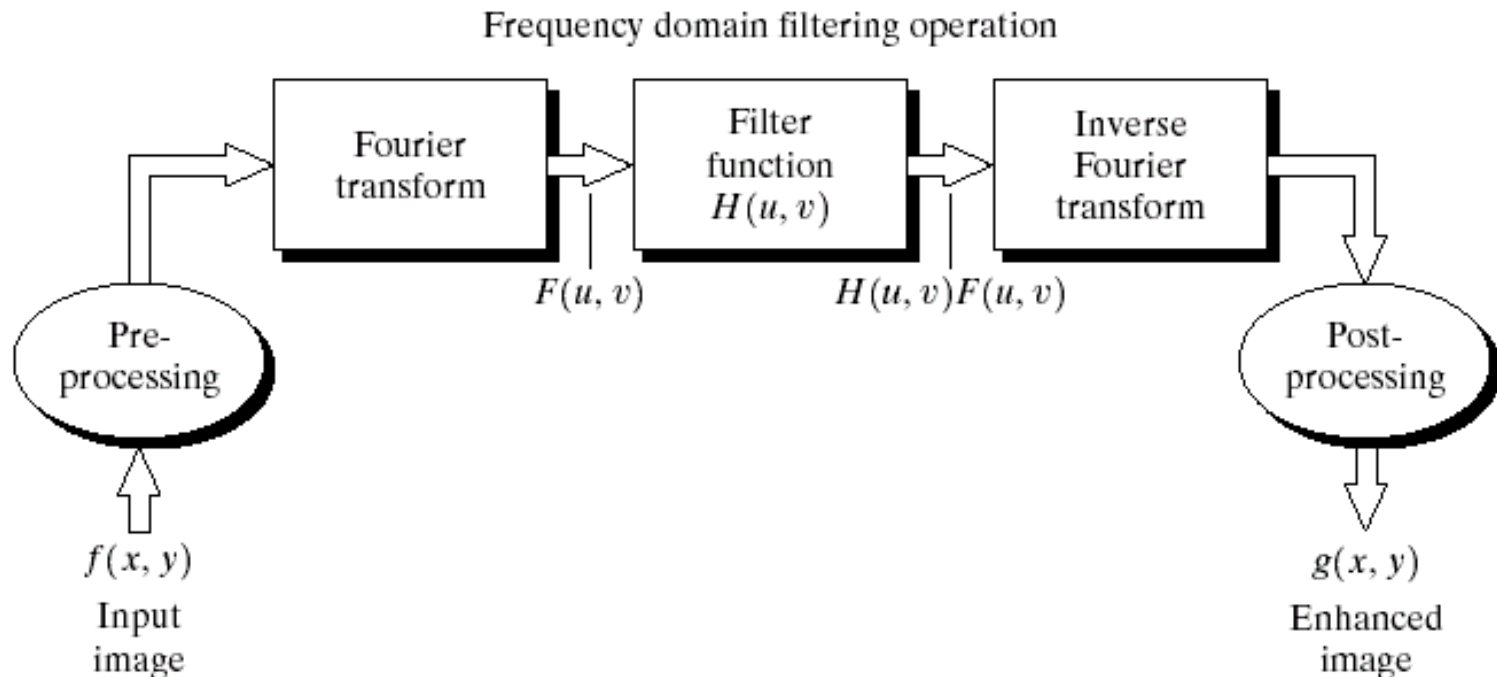 Frequency domain filtering operation
Fourier
transform
Filter
function
H(u, v)
Inverse
Fourier
transform
F(u, v)
H(u, v)F(u, v)
Pre-
processing
Post-
processing
f(x, y)
Input
image
g(x, y)
Enhanced
image